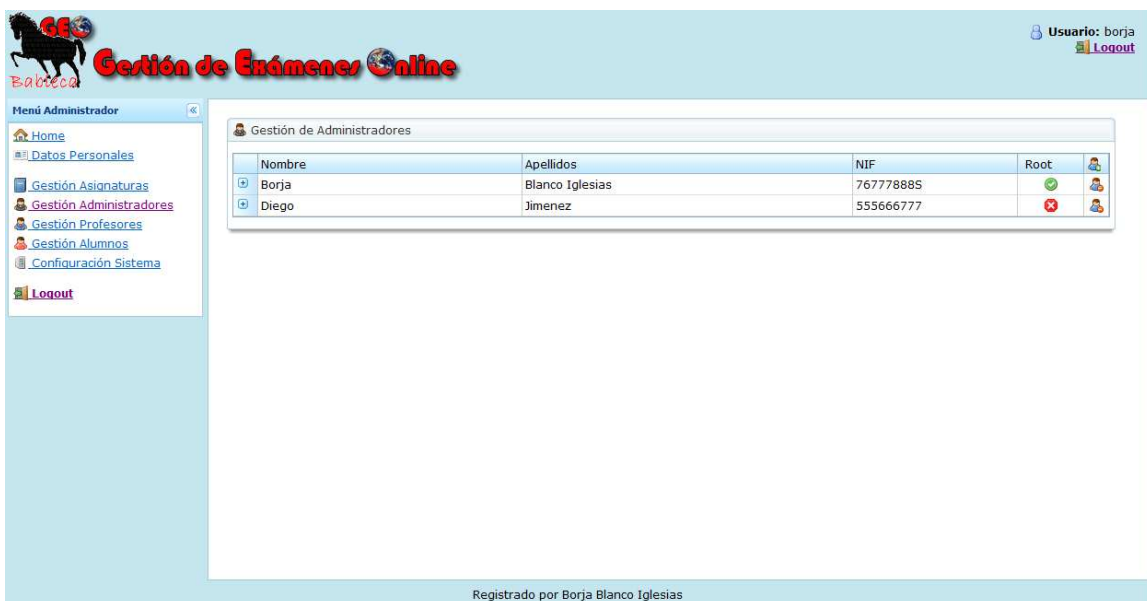 GEO
Babieca
Gestión de Exámenes Online
Usuario: borja
Logout
Menú Administrador
Home
Datos Personales
Gestión Asignaturas
Gestión Administradores
Gestión Profesores
Gestión Alumnos
Configuración Sistema
Logout
Gestión de Administradores
Nombre Apellidos NIF Root
Borja Blanco Iglesias 76777888S
Diego Jimenez 555666777
Registrado por Borja Blanco Iglesias